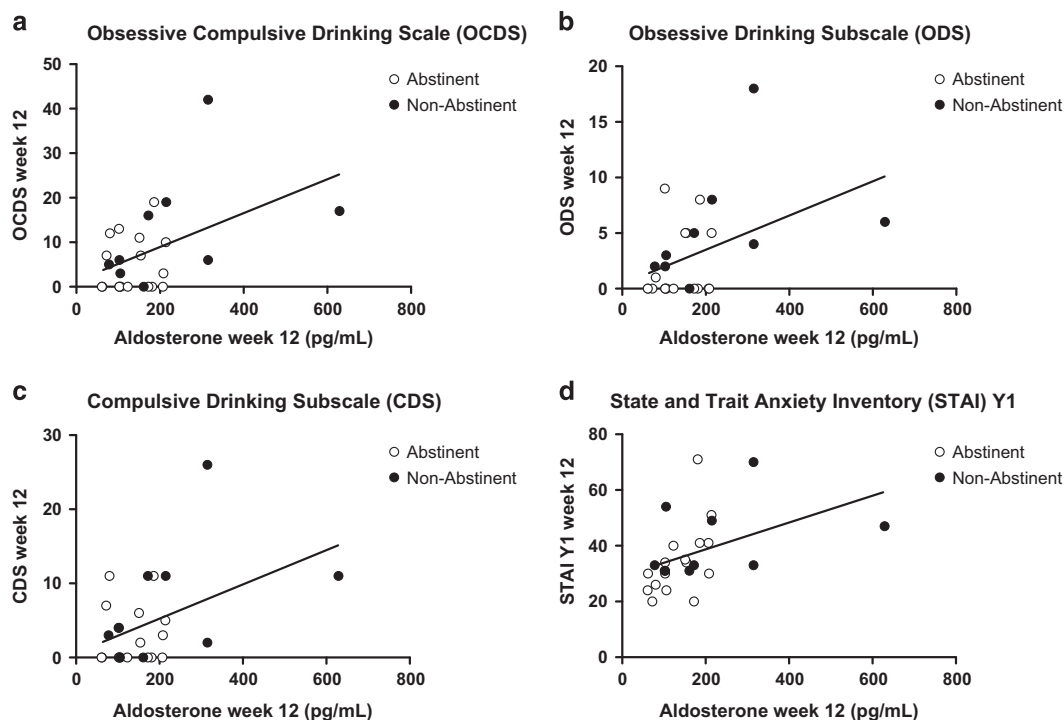 a
Obsessive Compulsive Drinking Scale (OCDS)
50
40
30
20
10
0
OCDS week 12
Abstinent
Non-Abstinent
0 200 400 600 800
Aldosterone week 12 (pg/mL)
b
Obsessive Drinking Subscale (ODS)
20
15
10
5
0
ODS week 12
Abstinent
Non-Abstinent
0 200 400 600 800
Aldosterone week 12 (pg/mL)
c
Compulsive Drinking Subscale (CDS)
30
20
10
0
CDS week 12
Abstinent
Non-Abstinent
0 200 400 600 800
Aldosterone week 12 (pg/mL)
d
State and Trait Anxiety Inventory (STAI) Y1
80
60
40
20
0
STAI Y1 week 12
Abstinent
Non-Abstinent
0 200 400 600 800
Aldosterone week 12 (pg/mL)